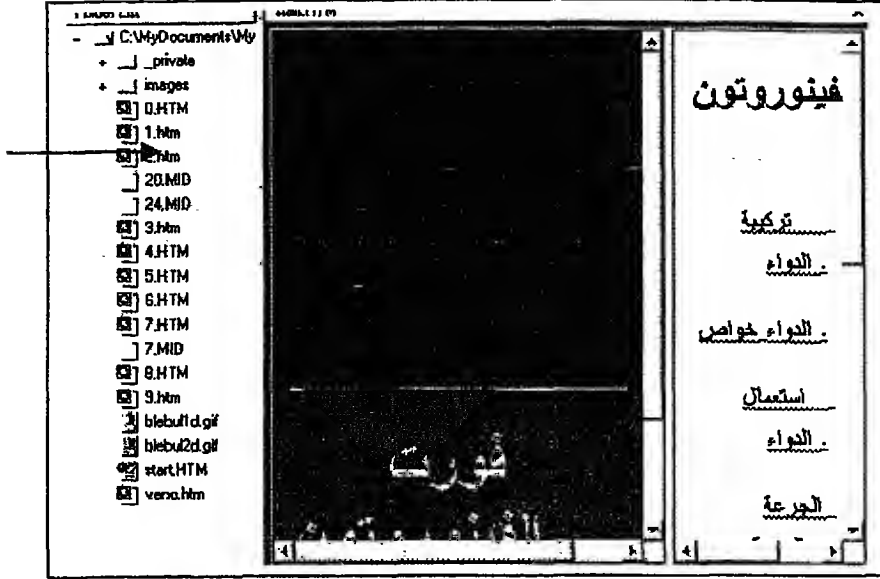 C:\MyDocuments\My
_private
images
0.HTM
1.htm
2.htm
20.MID
24.MID
3.htm
4.HTM
5.HTM
6.HTM
7.HTM
7.MID
8.HTM
9.htm
blebul1d.gif
blebul2d.gif
start.HTM
فينوروتون
تركيبة
. الدواء
. الدواء خواص
استعمال
. الدواء
الجرعة